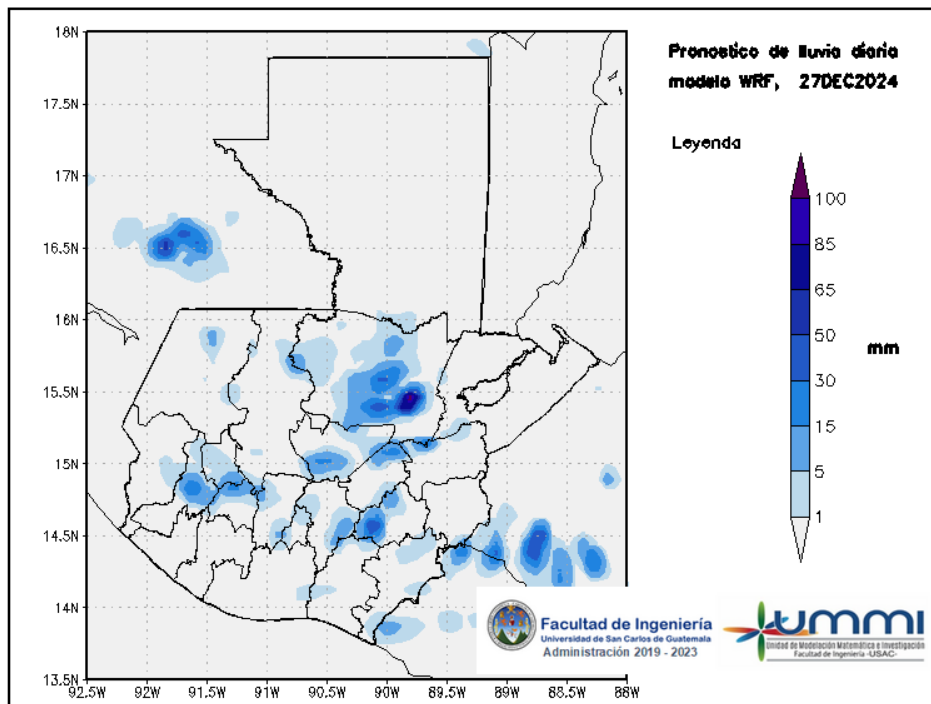 Pronostico de lluvia diaria
modelo WRF, 27DEC2024
Leyenda
100
85
65
50
30
15
5
1
mm
18N
17.5N
17N
16.5N
16N
15.5N
15N
14.5N
14N
13.5N
92.5W 92W 91.5W 91W 90.5W 90W 89.5W 89W 88.5W 88W
Facultad de Ingeniería
Universidad de San Carlos de Guatemala
Administración 2019 - 2023
ummi
Unidad de Modelación Matemática e Investigación
Facultad de Ingeniería -USAC-